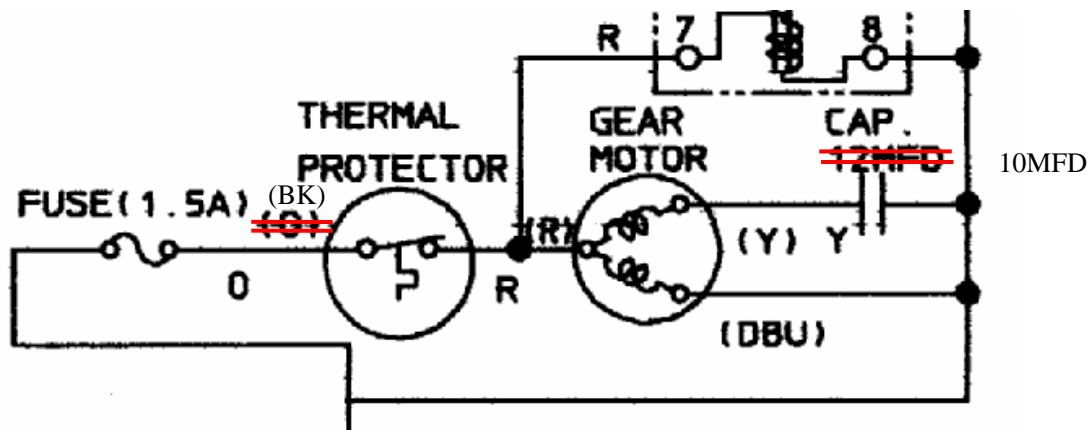 7
8
R
THERMAL
PROTECTOR
GEAR
MOTOR
CAP.
12MFD
10MFD
FUSE(1.5A)
(BK)
(O)
(R)
(Y)
Y
O
R
(DBU)